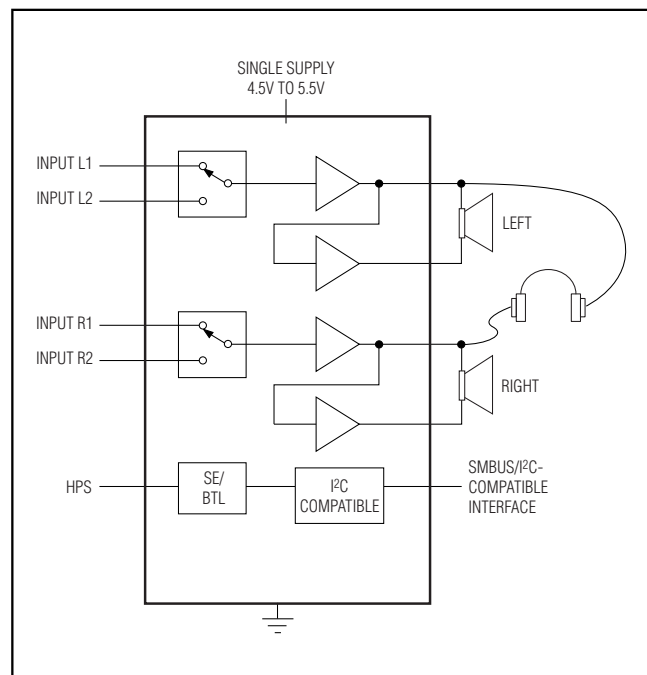 SINGLE SUPPLY
4.5V TO 5.5V
INPUT L1
INPUT L2
LEFT
INPUT R1
INPUT R2
RIGHT
HPS
SE/
BTL
I²C
COMPATIBLE
SMBUS/I²C-
COMPATIBLE
INTERFACE